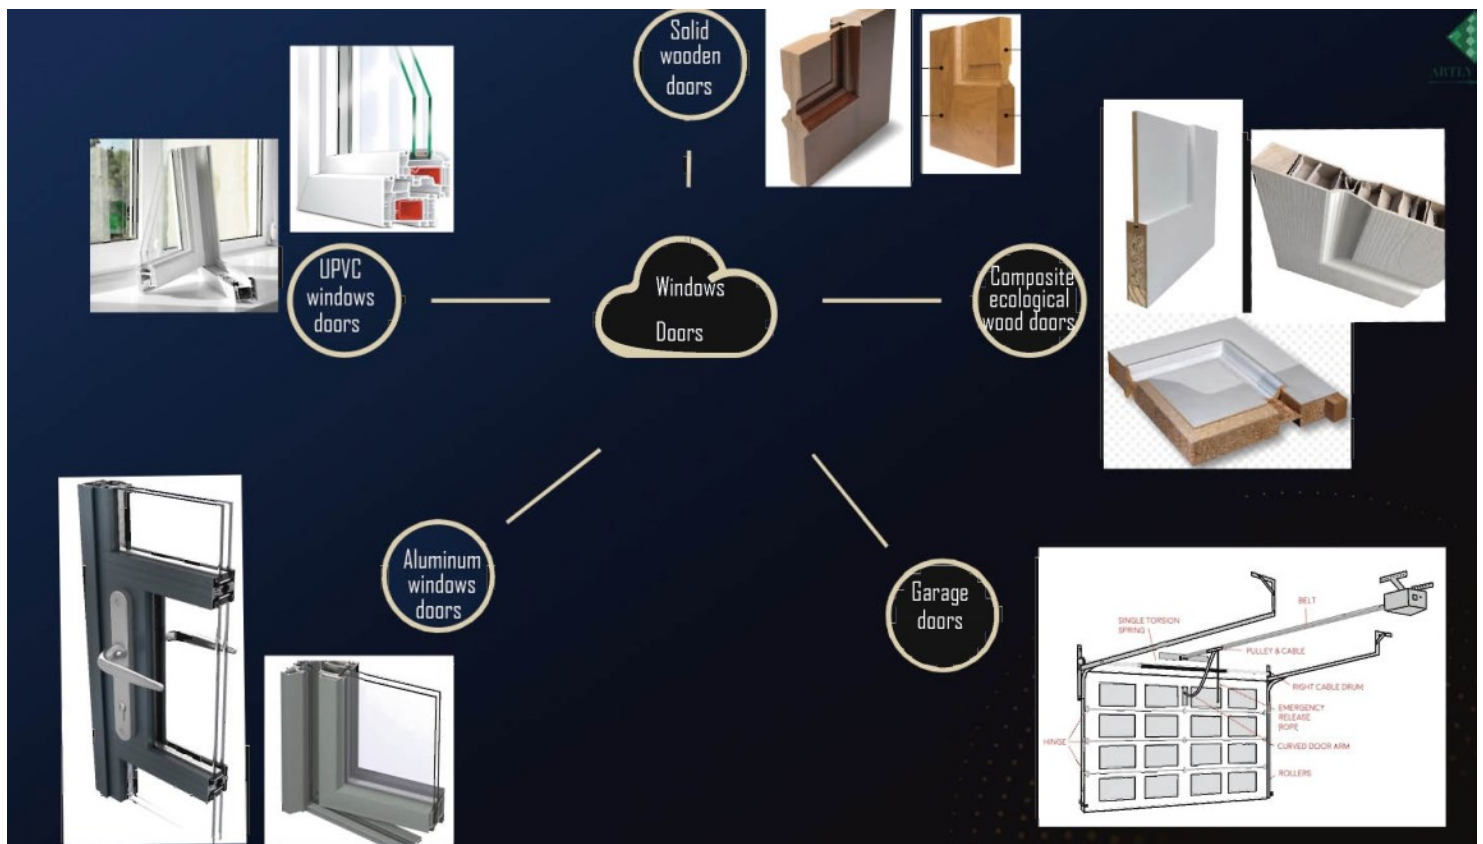 Solid
wooden
doors
ARTLY
UPVC
windows
doors
Windows
Doors
Composite
ecological
wood doors
Aluminum
windows
doors
Garage
doors
BELT
SINGLE TORSION
SPRING
PULLEY & CABLE
RIGHT CABLE DRUM
EMERGENCY
RELEASE
ROPE
HINGE
CURVED DOOR ARM
ROLLERS